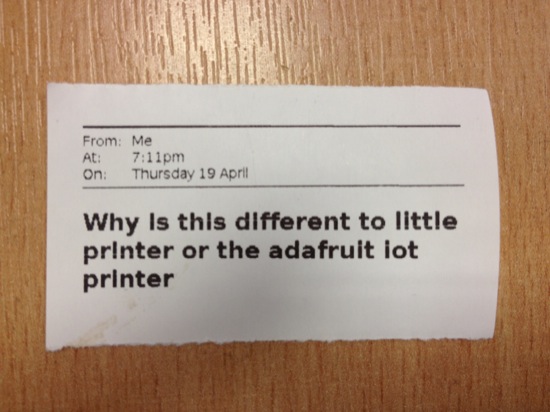 From: Me
At: 7:11pm
On: Thursday 19 April
Why is this different to little
printer or the adafruit iot
printer